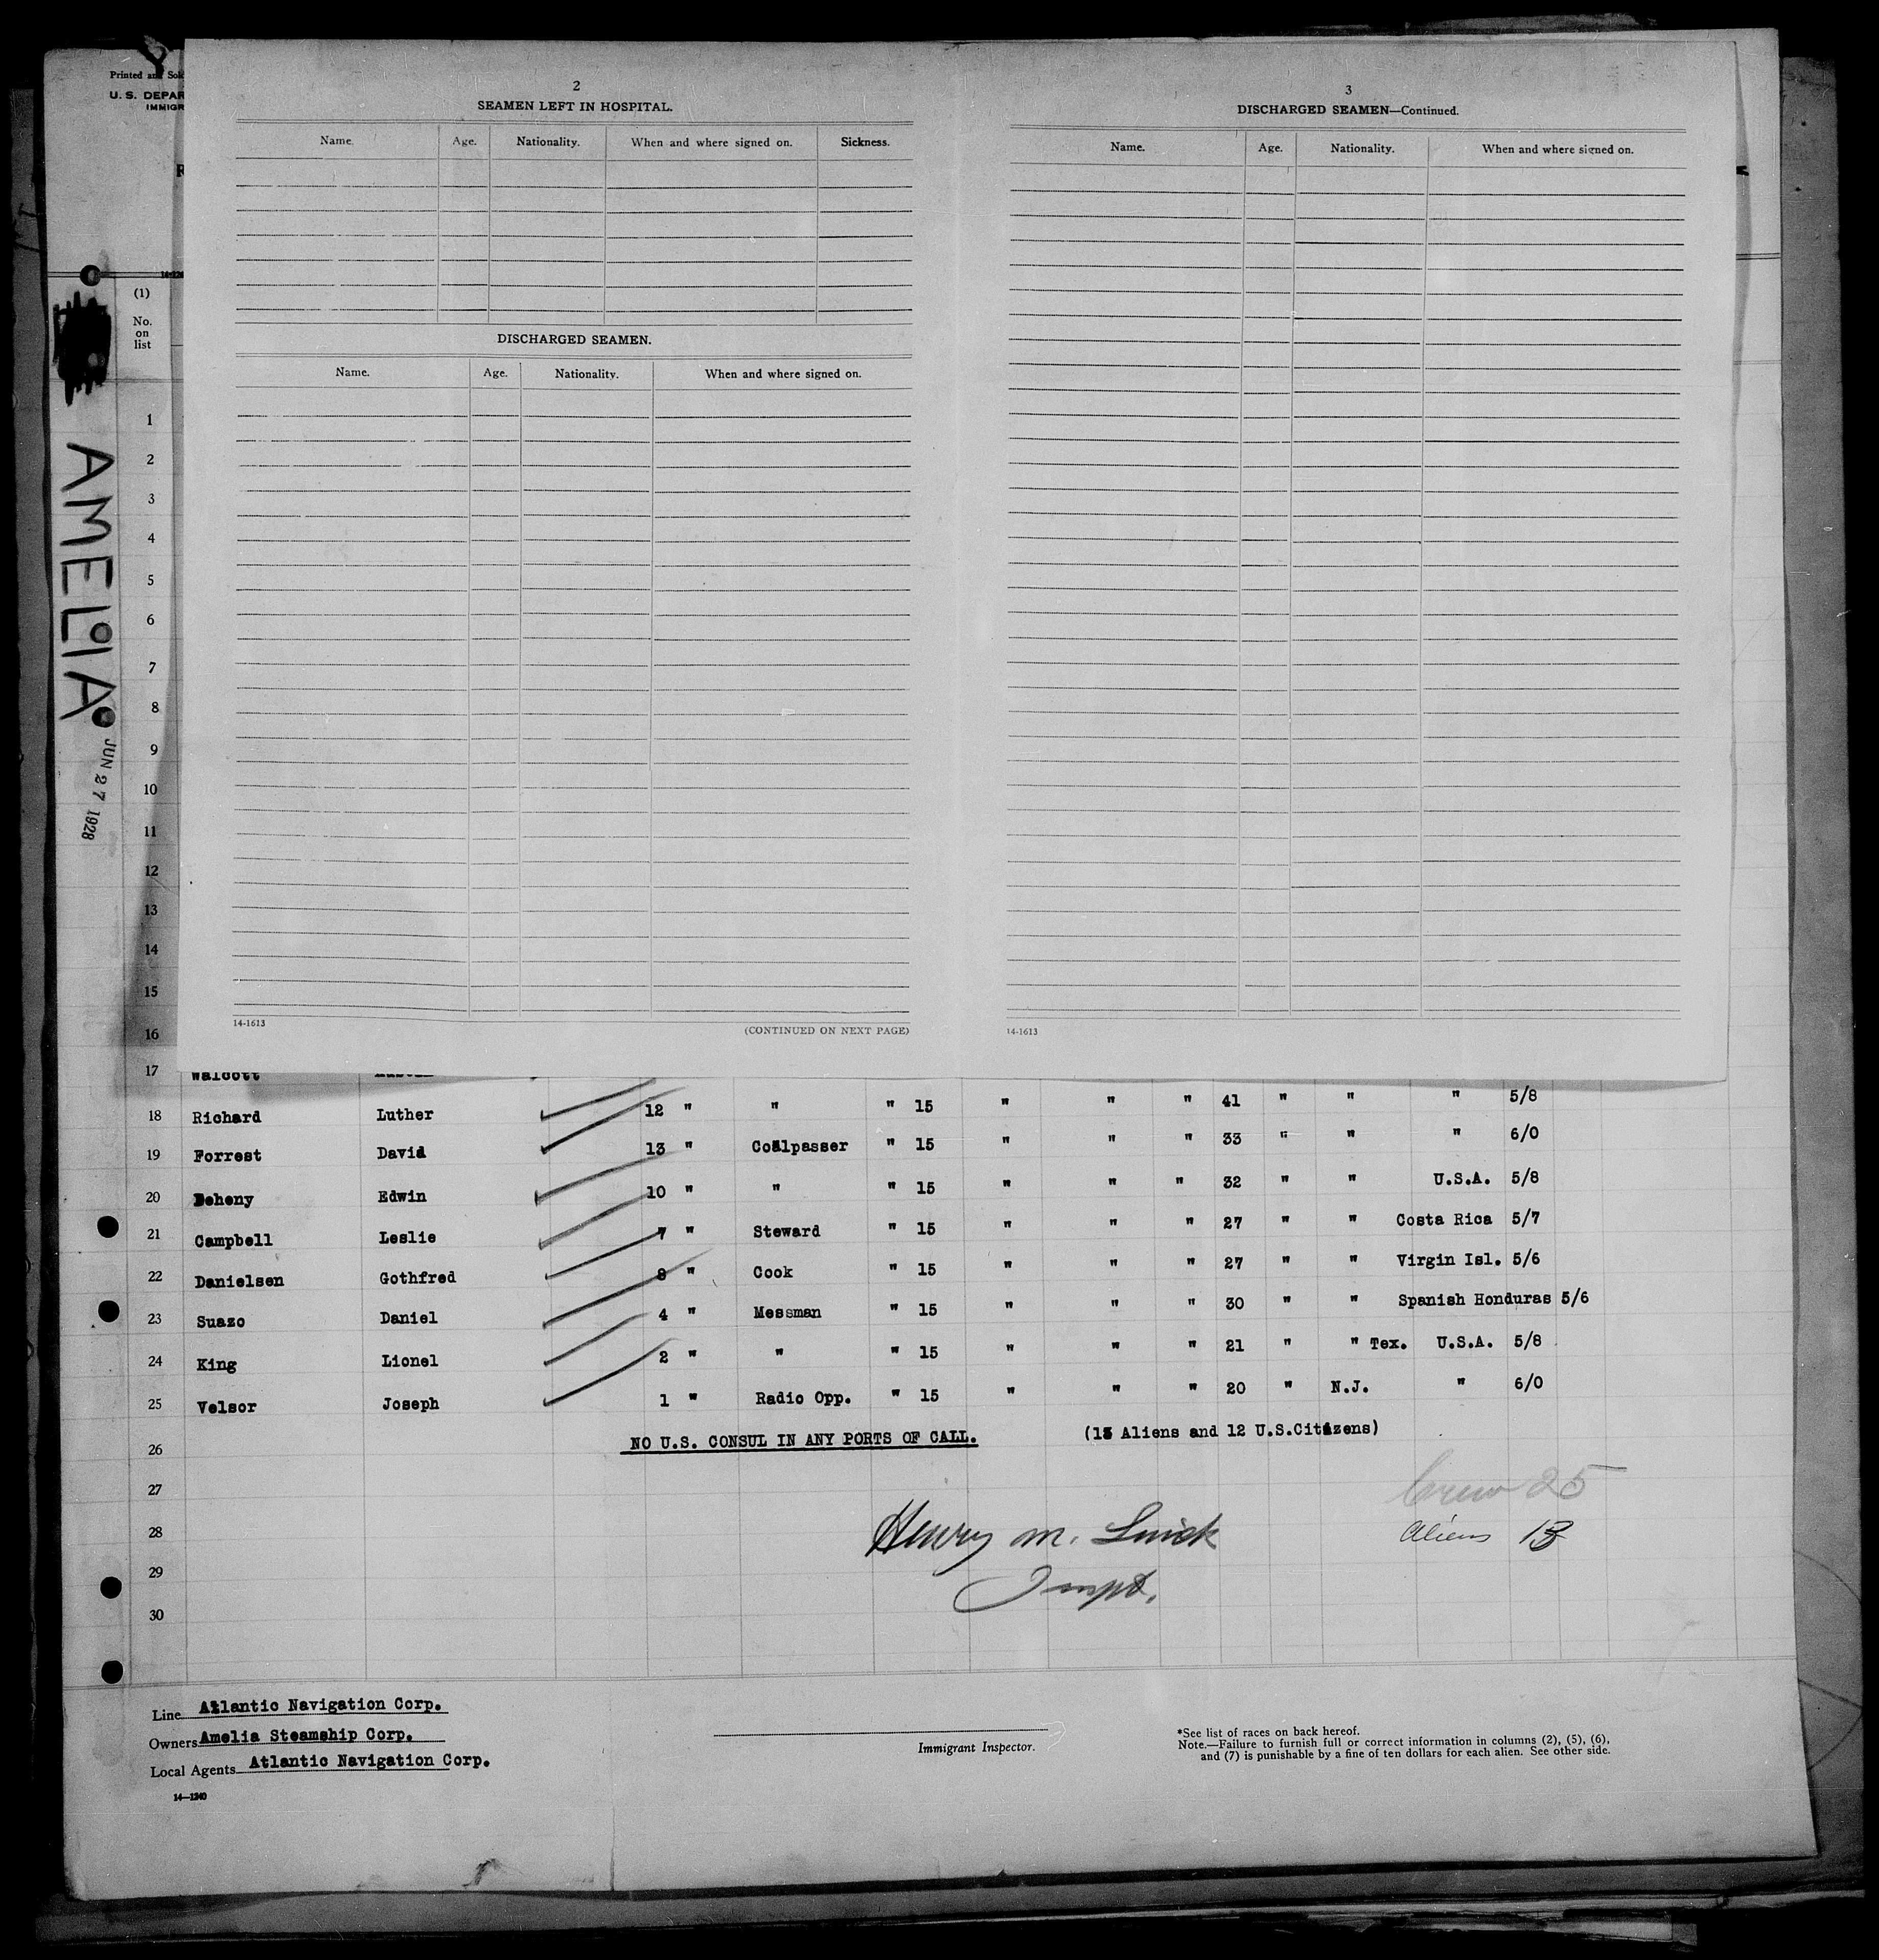 Printed and Sold
U. S. DEPAR
IMMIGR
R
(1)
No.
on
list
AMELIA
JUN 27 1928
2
SEAMEN LEFT IN HOSPITAL.
Name. Age. Nationality. When and where signed on. Sickness.
DISCHARGED SEAMEN.
Name. Age. Nationality. When and where signed on.
14-1613
(CONTINUED ON NEXT PAGE)
3
DISCHARGED SEAMEN—Continued.
Name. Age. Nationality. When and where signed on.
14-1613
1
2
3
4
5
6
7
8
9
10
11
12
13
14
15
16
17 Walcott
18 Richard Luther 12 " " " 15 " " " 41 " " " 5/8
19 Forrest David 13 " Coalpasser " 15 " " " 33 " " " 6/0
20 Deheny Edwin 10 " " " 15 " " " 32 " " U.S.A. 5/8
21 Campbell Leslie 7 " Steward " 15 " " " 27 " " Costa Rica 5/7
22 Danielsen Gothfred 8 " Cook " 15 " " " 27 " " Virgin Isl. 5/6
23 Suazo Daniel 4 " Messman " 15 " " " 30 " " Spanish Honduras 5/6
24 King Lionel 2 " " " 15 " " " 21 " " Tex. U.S.A. 5/8
25 Velsor Joseph 1 " Radio Opp. " 15 " " " 20 " N.J. " 6/0
26 NO U.S. CONSUL IN ANY PORTS OF CALL. (13 Aliens and 12 U.S.Citizens)
27 Crew 25
28 Henry M. Aliens 13
29 Inspt.
30
Line Atlantic Navigation Corp.
Owners Amelia Steamship Corp.
Local Agents Atlantic Navigation Corp.
14—1240
Immigrant Inspector.
*See list of races on back hereof.
Note.—Failure to furnish full or correct information in columns (2), (5), (6),
and (7) is punishable by a fine of ten dollars for each alien. See other side.